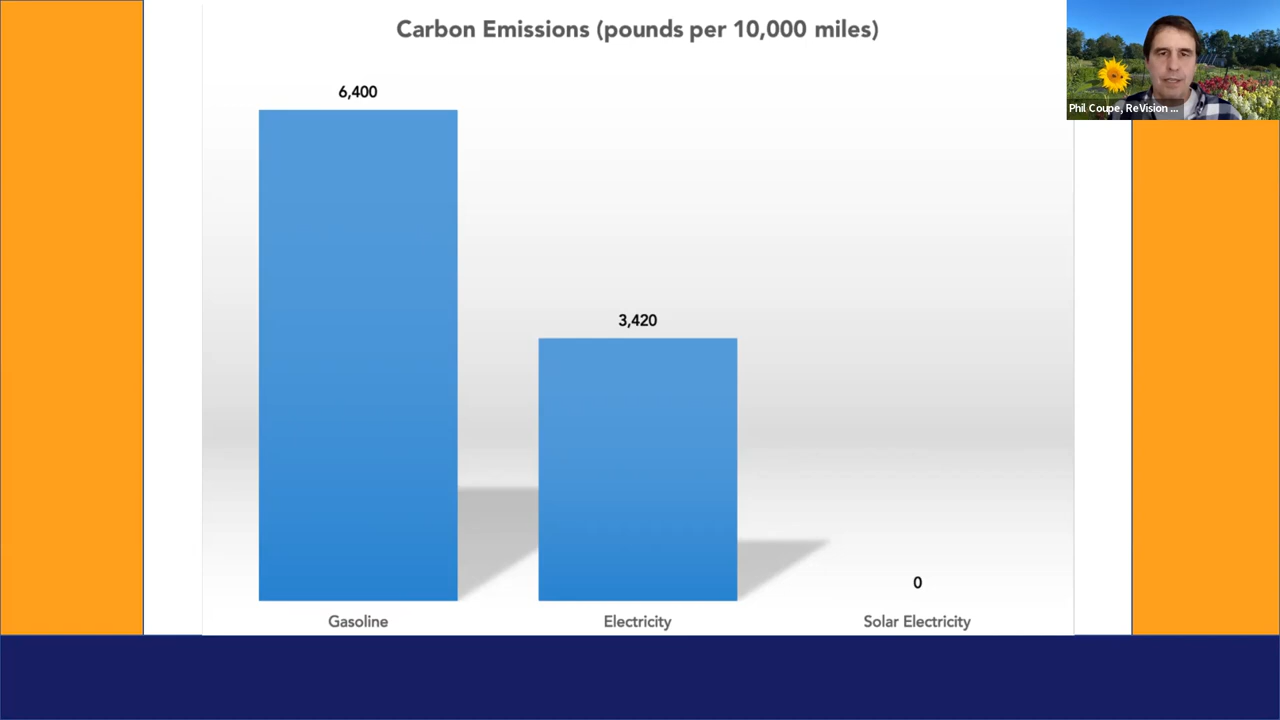 Carbon Emissions (pounds per 10,000 miles)
Phil Coupe, ReVision ...
6,400
3,420
0
Gasoline
Electricity
Solar Electricity